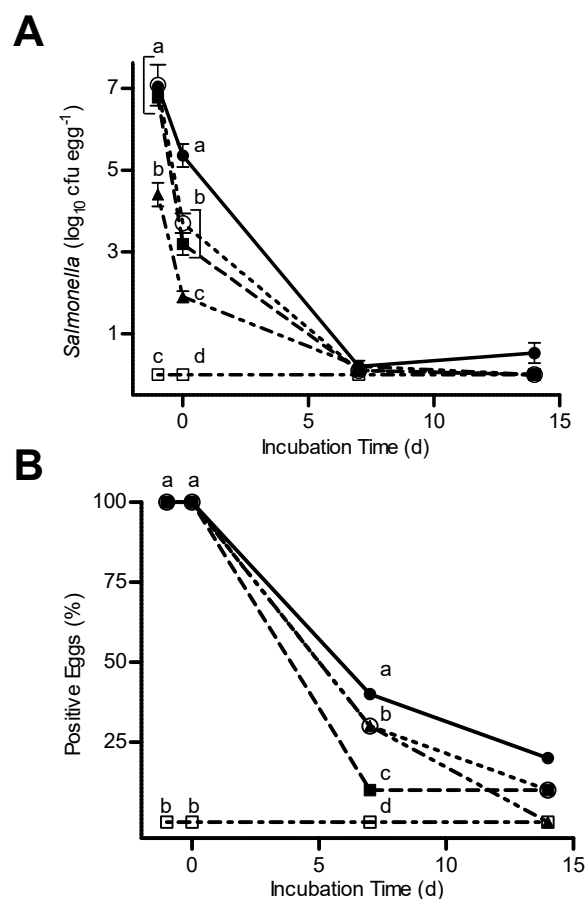 A
Salmonella (log10 cfu egg-1)
7
5
3
1
a
a
b
b
c
c
d
0
5
10
15
Incubation Time (d)
B
Positive Eggs (%)
100
75
50
25
a
a
a
b
c
b
b
d
0
5
10
15
Incubation Time (d)